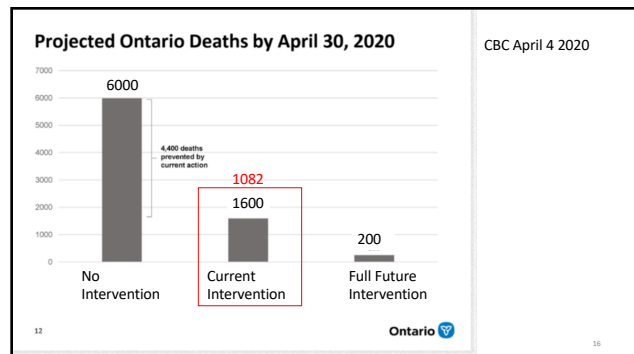 Projected Ontario Deaths by April 30, 2020
CBC April 4 2020
7000
6000
5000
4000
3000
2000
1000
0
6000
4,400 deaths
prevented by
current action
1082
1600
200
No
Intervention
Current
Intervention
Full Future
Intervention
12
Ontario
16